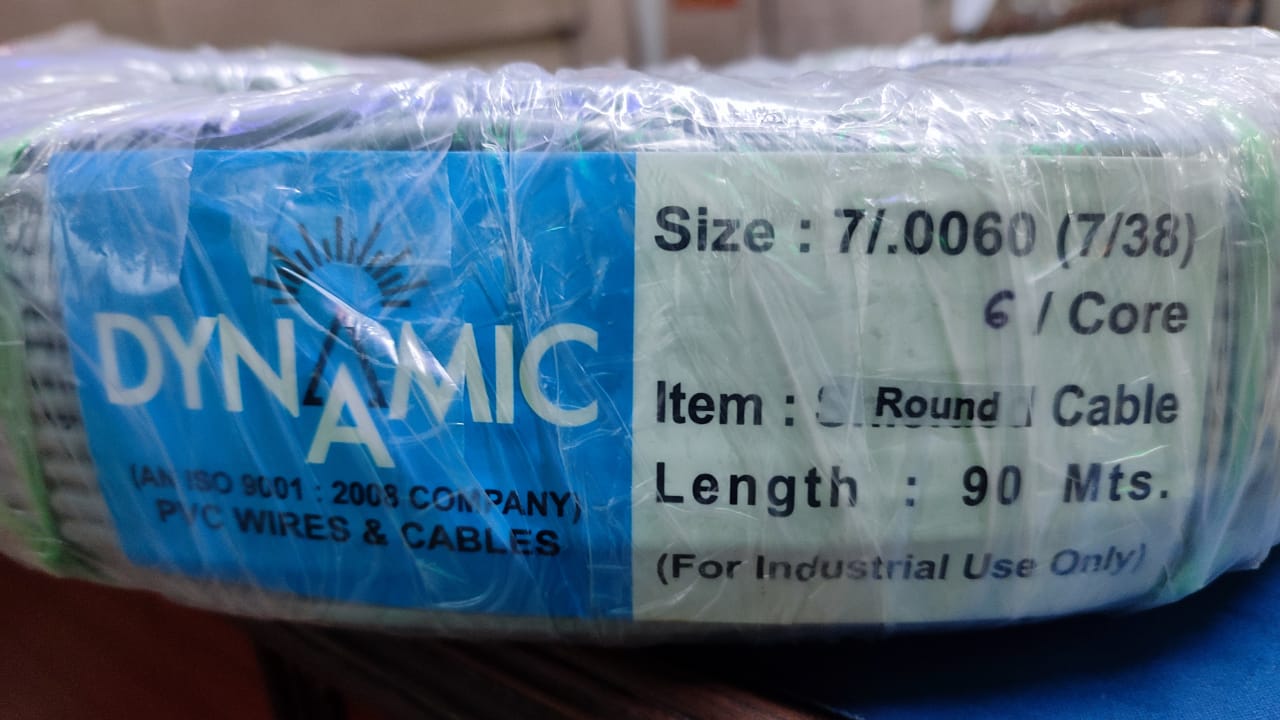 DYNAMIC
A
(AN ISO 9001 : 2008 COMPANY)
PVC WIRES & CABLES
Size : 7/.0060 (7/38)
6 / Core
Item : Round Cable
Length : 90 Mts.
(For Industrial Use Only)